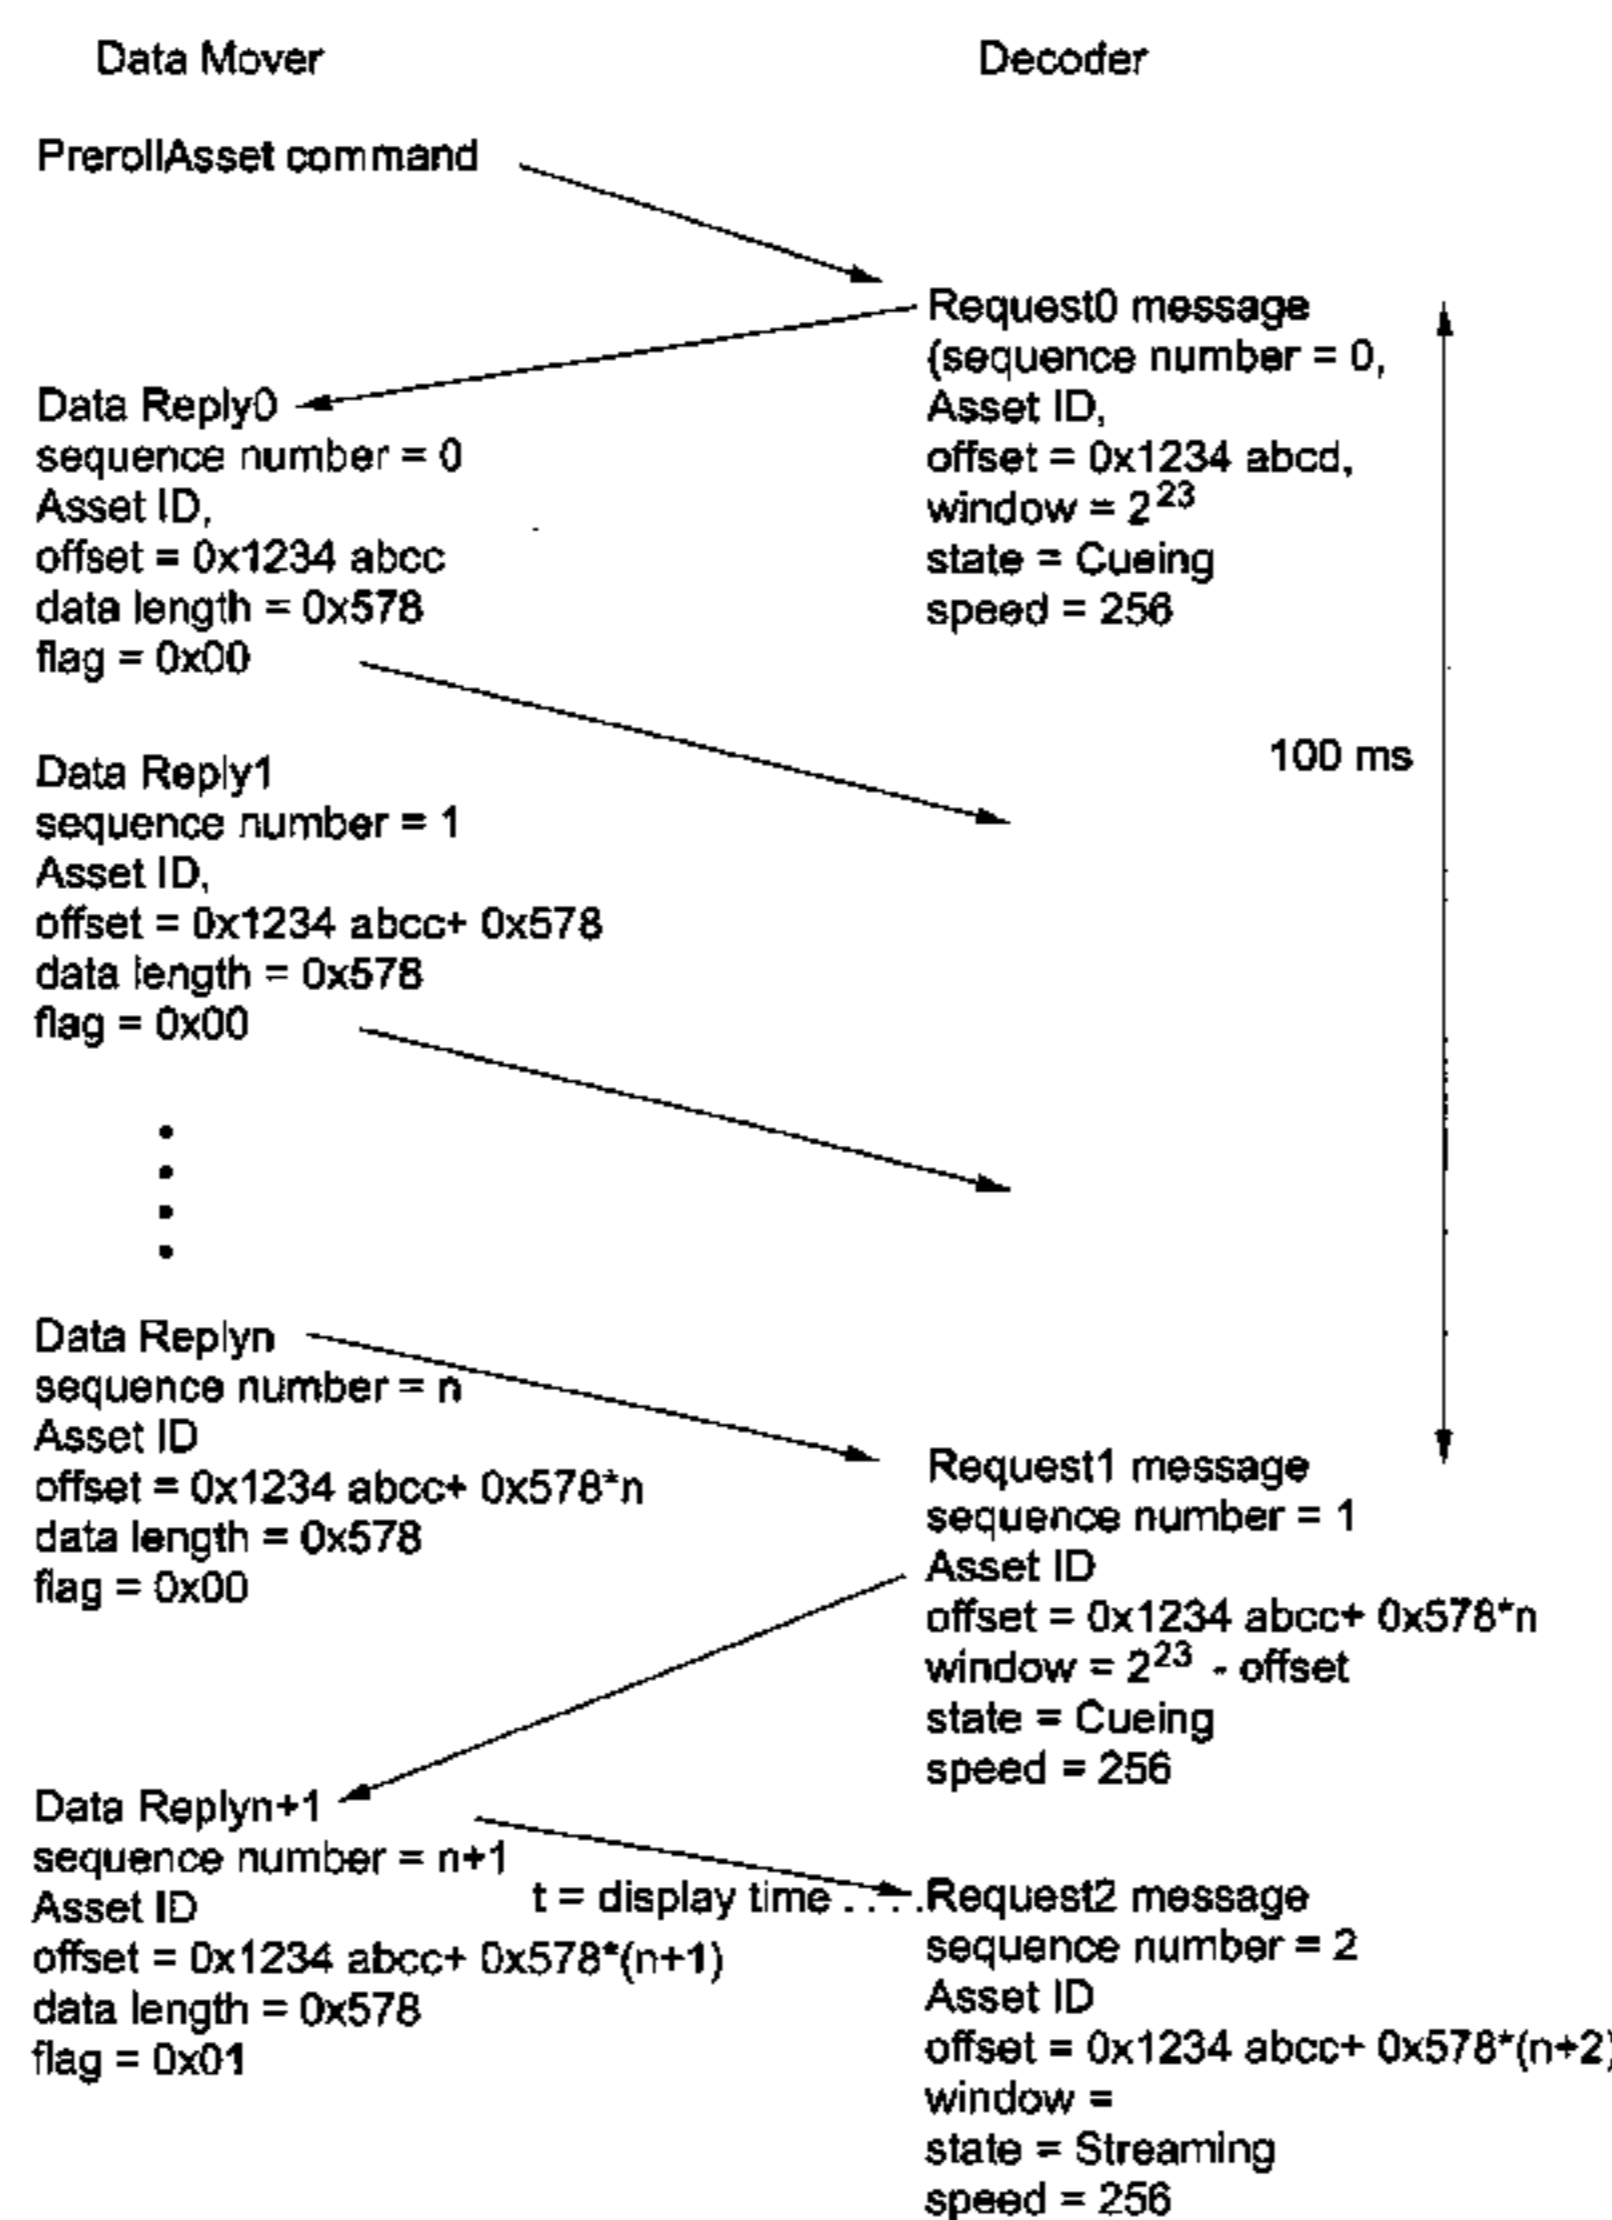 Data Mover
Decoder
PrerollAsset command
Request0 message
(sequence number = 0,
Asset ID,
offset = 0x1234 abcd,
window = 2^23
state = Cueing
speed = 256
Data Reply0
sequence number = 0
Asset ID,
offset = 0x1234 abcc
data length = 0x578
flag = 0x00
100 ms
Data Reply1
sequence number = 1
Asset ID,
offset = 0x1234 abcc+ 0x578
data length = 0x578
flag = 0x00
Data Replyn
sequence number = n
Asset ID
offset = 0x1234 abcc+ 0x578*n
data length = 0x578
flag = 0x00
Request1 message
sequence number = 1
Asset ID
offset = 0x1234 abcc+ 0x578*n
window = 2^23 - offset
state = Cueing
speed = 256
Data Replyn+1
sequence number = n+1
Asset ID
offset = 0x1234 abcc+ 0x578*(n+1)
data length = 0x578
flag = 0x01
t = display time ....
Request2 message
sequence number = 2
Asset ID
offset = 0x1234 abcc+ 0x578*(n+2)
window =
state = Streaming
speed = 256